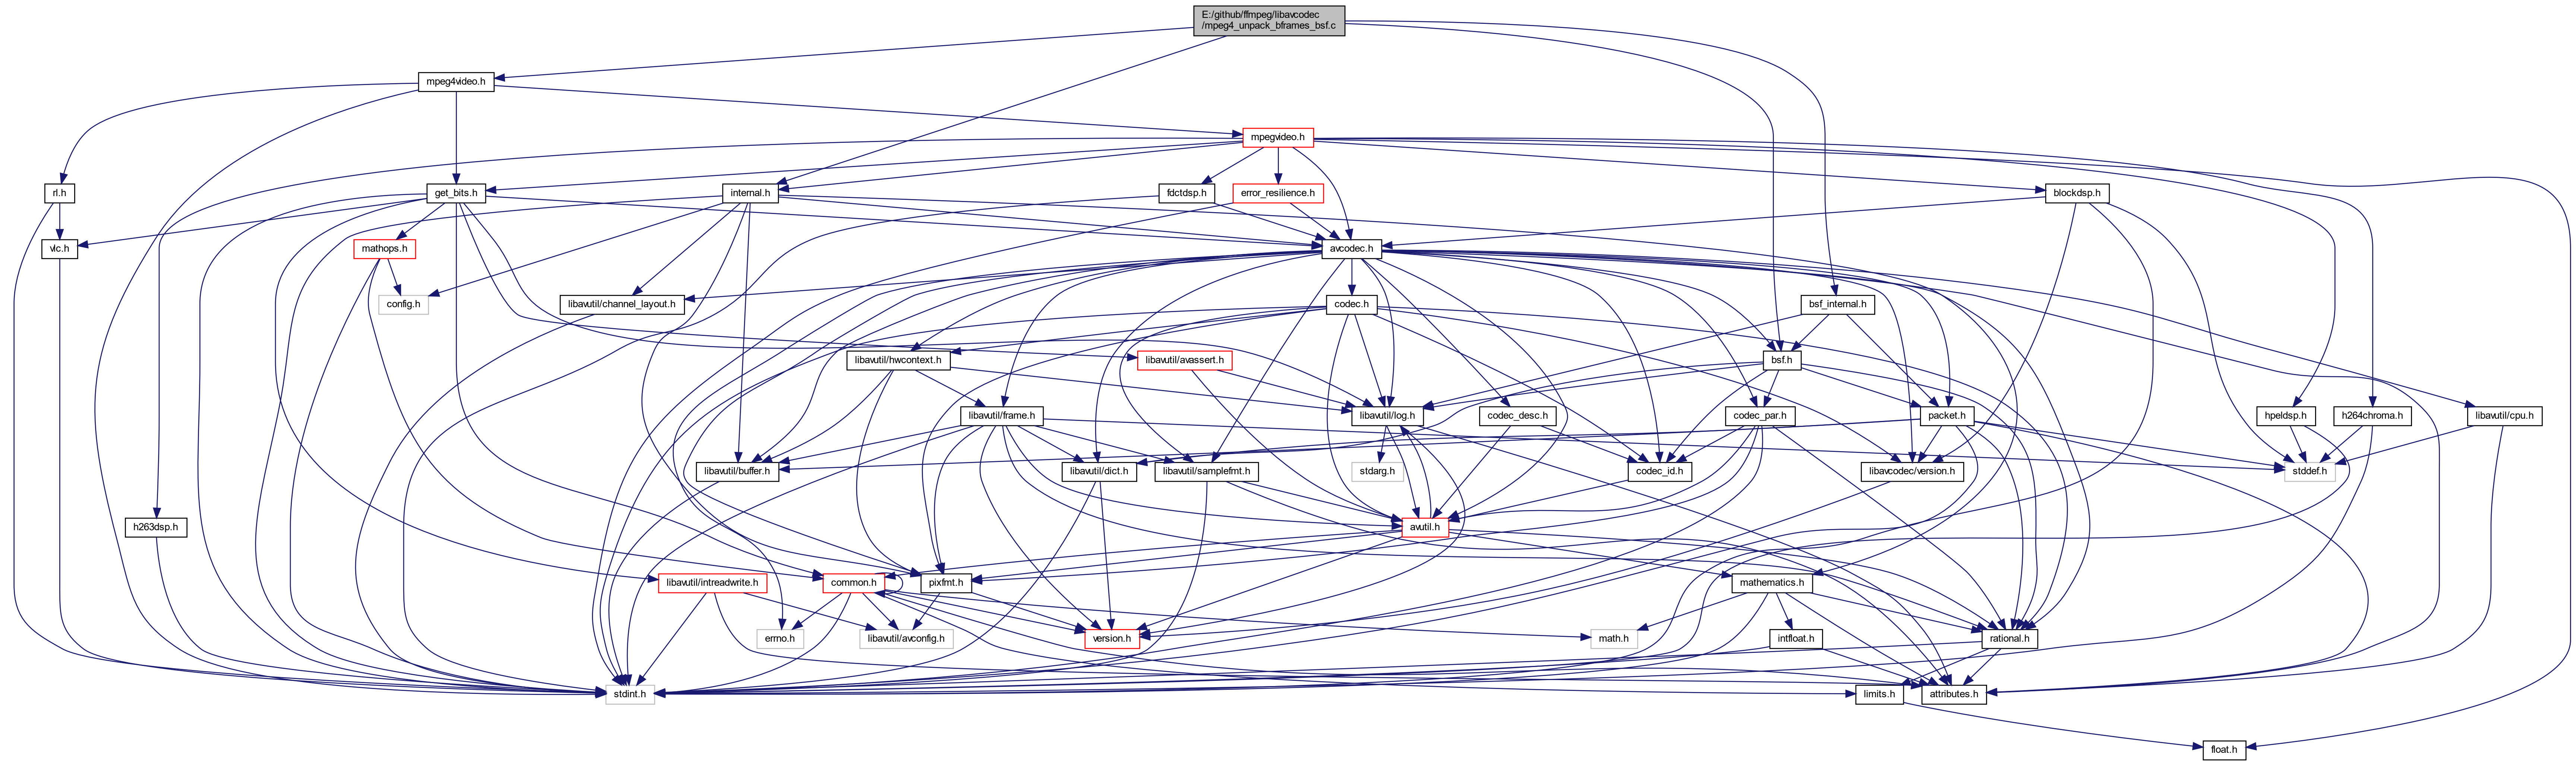 E:/github/ffmpeg/libavcodec
/mpeg4_unpack_bframes_bsf.c
mpeg4video.h
mpegvideo.h
rl.h
get_bits.h
internal.h
fdctdsp.h
error_resilience.h
blockdsp.h
vlc.h
mathops.h
avcodec.h
config.h
libavutil/channel_layout.h
codec.h
bsf_internal.h
libavutil/hwcontext.h
libavutil/avassert.h
bsf.h
libavutil/frame.h
libavutil/log.h
codec_desc.h
codec_par.h
packet.h
hpeldsp.h
h264chroma.h
libavutil/cpu.h
libavutil/buffer.h
libavutil/dict.h
libavutil/samplefmt.h
stdarg.h
codec_id.h
libavcodec/version.h
stddef.h
h263dsp.h
avutil.h
libavutil/intreadwrite.h
common.h
pixfmt.h
mathematics.h
errno.h
libavutil/avconfig.h
version.h
math.h
intfloat.h
rational.h
stdint.h
limits.h
attributes.h
float.h